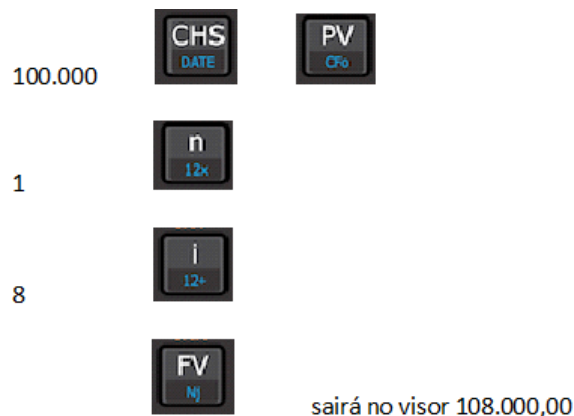 CHS PV
DATE CFo
100.000
n
12x
1
i
12÷
8
FV
Nj
sairá no visor 108.000,00